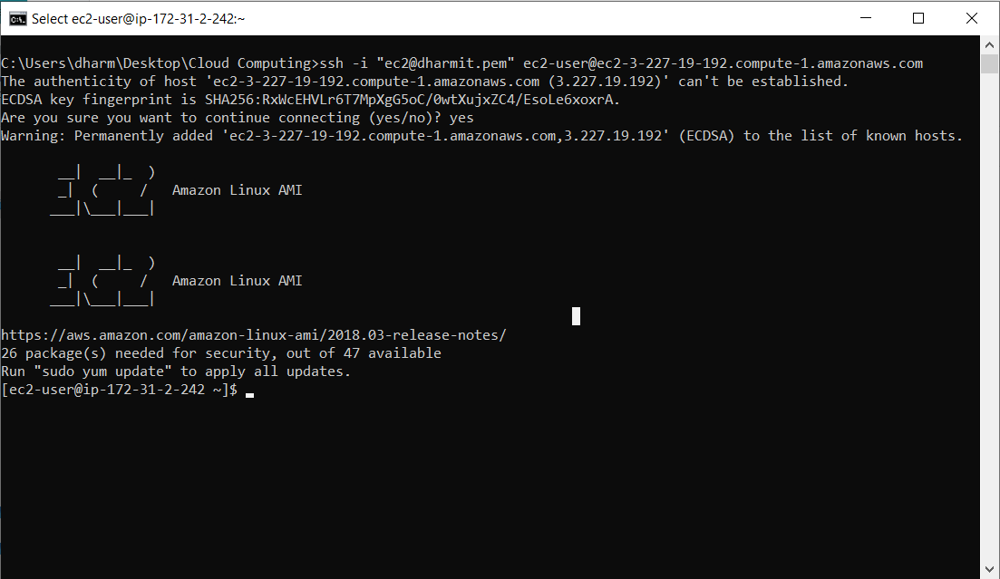 Select ec2-user@ip-172-31-2-242:~
C:\Users\dharm\Desktop\Cloud Computing>ssh -i "ec2@dharmit.pem" ec2-user@ec2-3-227-19-192.compute-1.amazonaws.com
The authenticity of host 'ec2-3-227-19-192.compute-1.amazonaws.com (3.227.19.192)' can't be established.
ECDSA key fingerprint is SHA256:RxWcEHVLr6T7MpXgG5oC/0wtXujxZC4/EsoLe6xoxrA.
Are you sure you want to continue connecting (yes/no)? yes
Warning: Permanently added 'ec2-3-227-19-192.compute-1.amazonaws.com,3.227.19.192' (ECDSA) to the list of known hosts.
       __|  __|_  )
       _|  (     /   Amazon Linux AMI
      ___|\___|___|
       __|  __|_  )
       _|  (     /   Amazon Linux AMI
      ___|\___|___|
https://aws.amazon.com/amazon-linux-ami/2018.03-release-notes/
26 package(s) needed for security, out of 47 available
Run "sudo yum update" to apply all updates.
[ec2-user@ip-172-31-2-242 ~]$